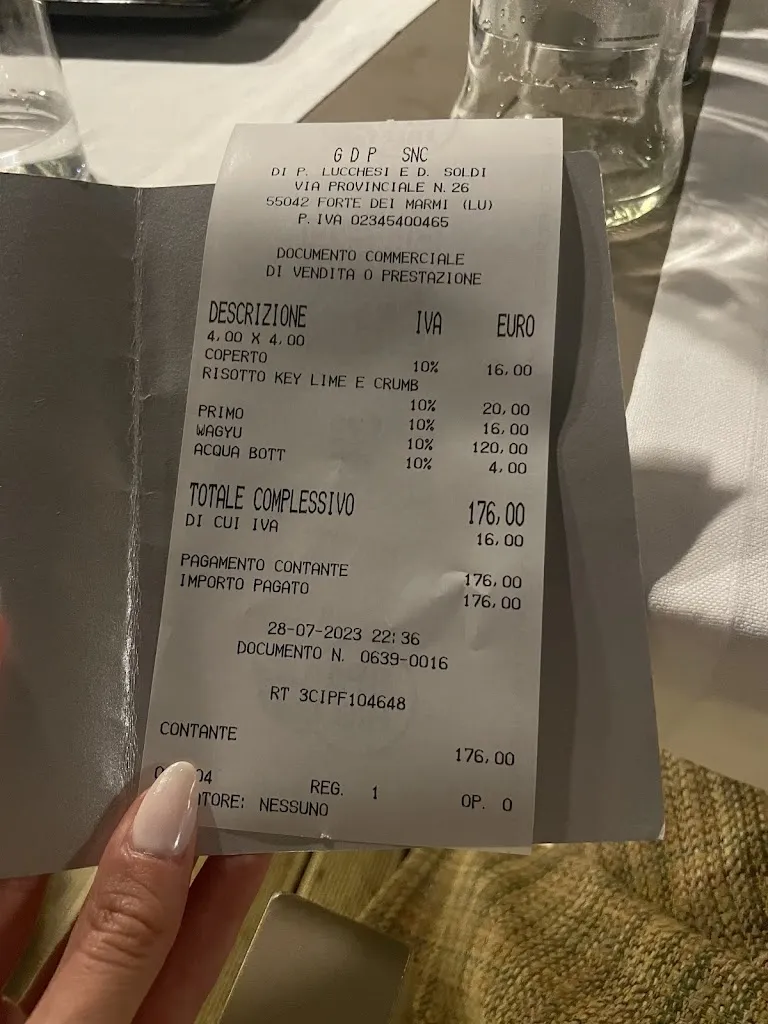 G D P SNC
DI P. LUCCHESI E D. SOLDI
VIA PROVINCIALE N. 26
55042 FORTE DEI MARMI (LU)
P. IVA 02345400465
DOCUMENTO COMMERCIALE
DI VENDITA O PRESTAZIONE
DESCRIZIONE IVA EURO
4,00 X 4,00
COPERTO 10% 16,00
RISOTTO KEY LIME E CRUMB
10% 20,00
PRIMO 10% 16,00
WAGYU 10% 120,00
ACQUA BOTT 10% 4,00
TOTALE COMPLESSIVO 176,00
DI CUI IVA 16,00
PAGAMENTO CONTANTE 176,00
IMPORTO PAGATO 176,00
28-07-2023 22:36
DOCUMENTO N. 0639-0016
RT 3CIPF104648
CONTANTE 176,00
04 REG. 1 OP. 0
TORE: NESSUNO